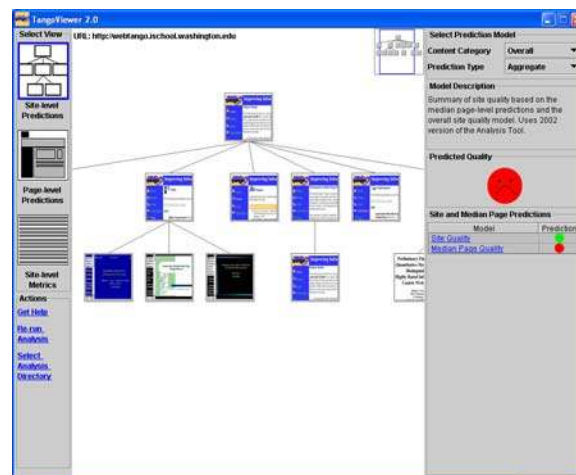 TangoViewer 2.0
Select View
Site-level
Predictions
Page-level
Predictions
Site-level
Metrics
Actions
Get Help
Re-run
Analysis
Select
Analysis
Directory
URL: http://webtango.ischool.washington.edu
Select Prediction Model
Content Category Overall
Prediction Type Aggregate
Model Description
Summary of site quality based on the
median page-level predictions and the
overall site quality model. Uses 2002
version of the Analysis Tool.
Predicted Quality
Site and Median Page Predictions
Model Prediction
Site Quality
Median Page Quality